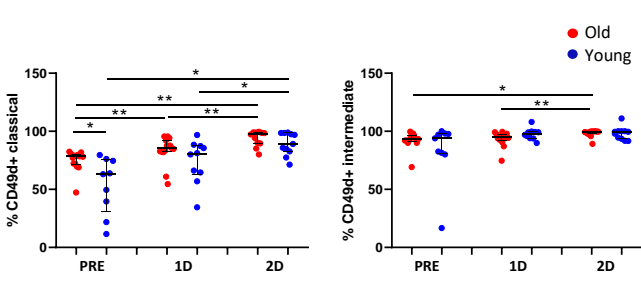 Old
Young
% CD49d+ classical
150
100
50
0
*
*
**
**
**
*
PRE 1D 2D
% CD49d+ intermediate
150
100
50
0
*
**
PRE 1D 2D